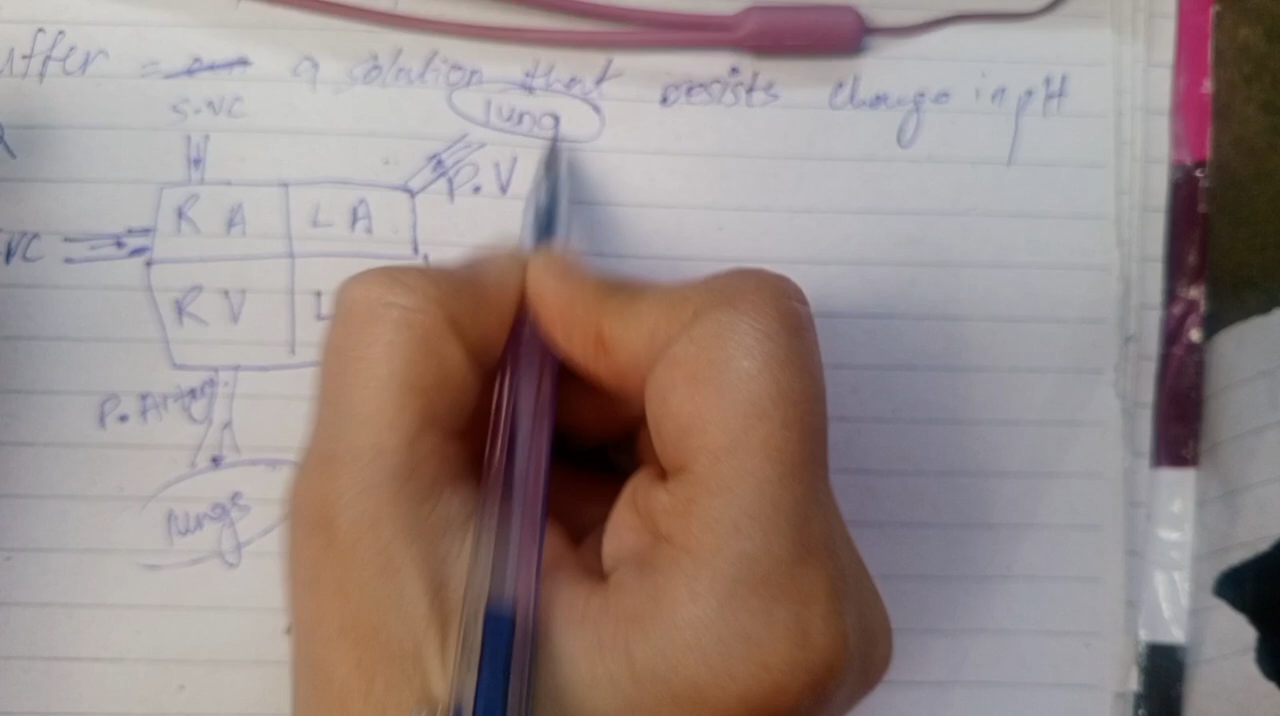 uffer = a solution that resists change in pH
S.VC
lung
P.V
R A
L A
VC
R V
L
P. Artery
lungs